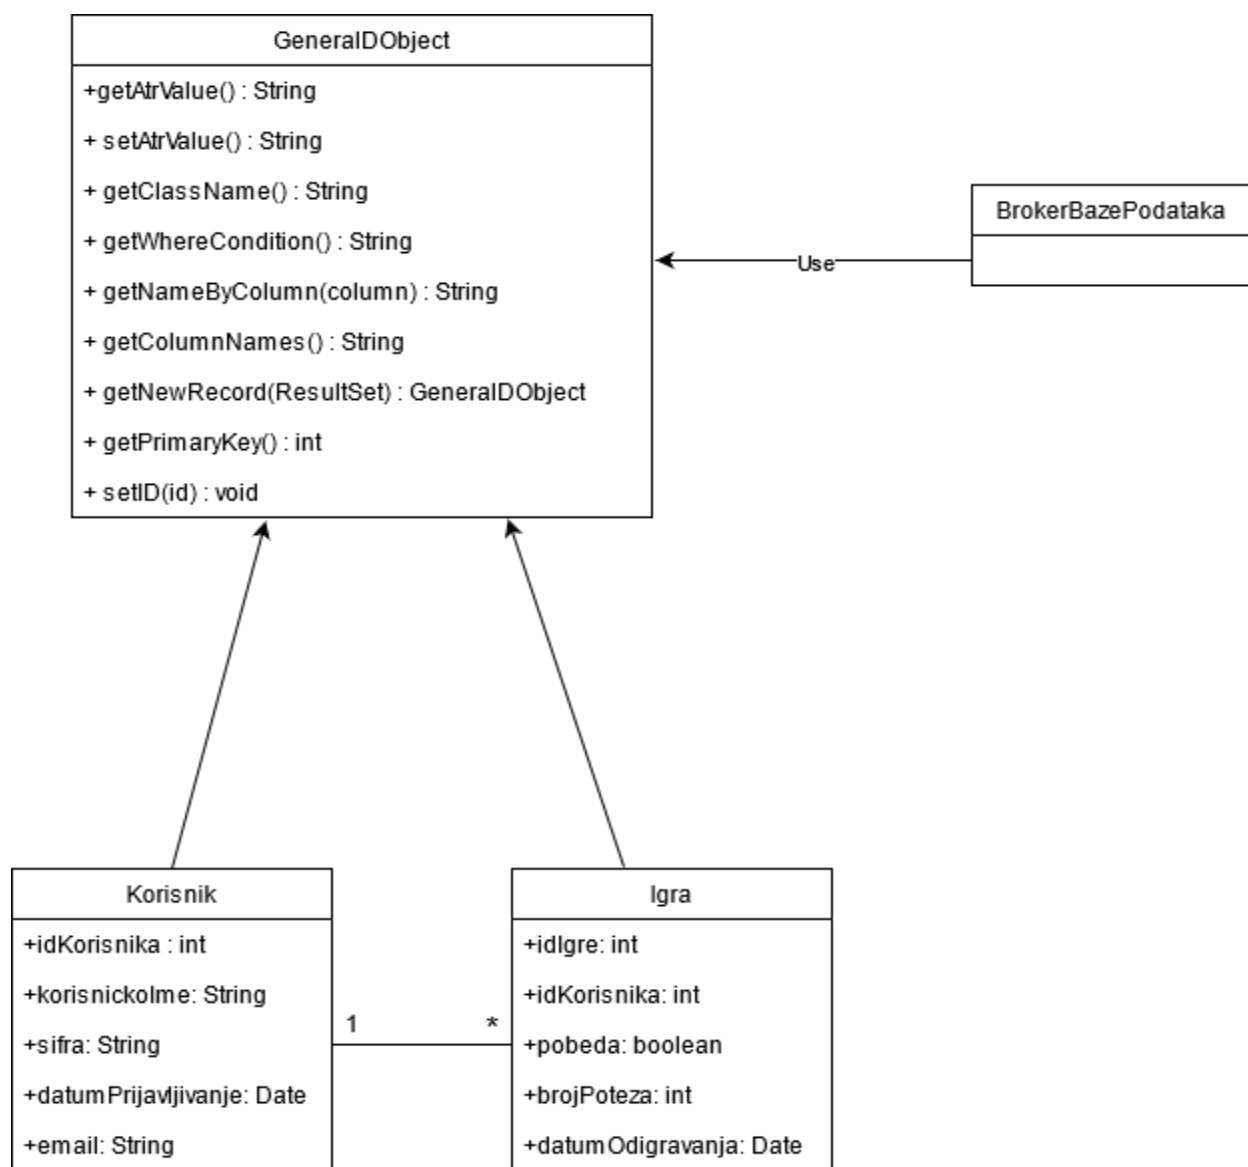 GeneralDObject
+getAtrValue() : String
+ setAtrValue() : String
+ getClassName() : String
+ getWhereCondition() : String
+ getNameByColumn(column) : String
+ getColumnNames() : String
+ getNewRecord(ResultSet) : GeneralDObject
+ getPrimaryKey() : int
+ setID(id) : void
BrokerBazePodataka
Use
Korisnik
+idKorisnika : int
+korisnickoIme: String
+sifra: String
+datumPrijavljivanje: Date
+email: String
1
*
Igra
+idIgre: int
+idKorisnika: int
+pobeda: boolean
+brojPoteza: int
+datumOdigravanja: Date